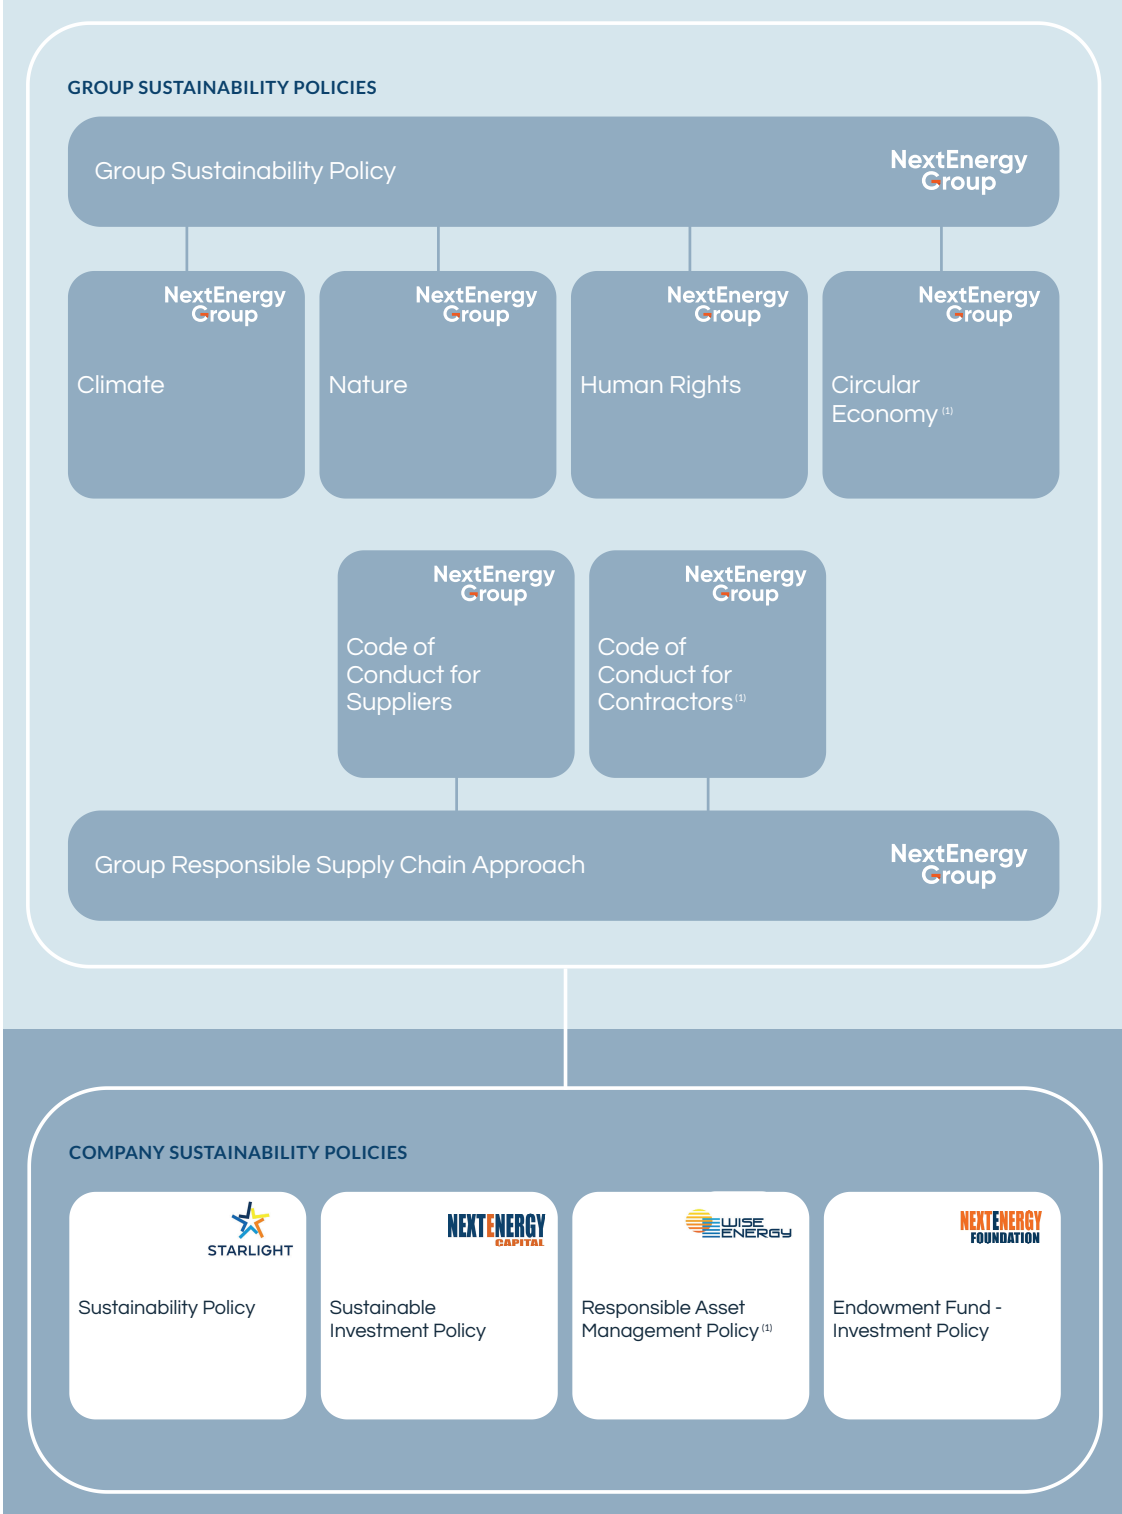 GROUP SUSTAINABILITY POLICIES
Group Sustainability Policy
NextEnergy
Group
NextEnergy
Group
Climate
NextEnergy
Group
Nature
NextEnergy
Group
Human Rights
NextEnergy
Group
Circular
Economy (1)
NextEnergy
Group
Code of
Conduct for
Suppliers
NextEnergy
Group
Code of
Conduct for
Contractors (1)
Group Responsible Supply Chain Approach
NextEnergy
Group
COMPANY SUSTAINABILITY POLICIES
STARLIGHT
Sustainability Policy
NEXTENERGY
CAPITAL
Sustainable
Investment Policy
WISE
ENERGY
Responsible Asset
Management Policy (1)
NEXTENERGY
FOUNDATION
Endowment Fund -
Investment Policy